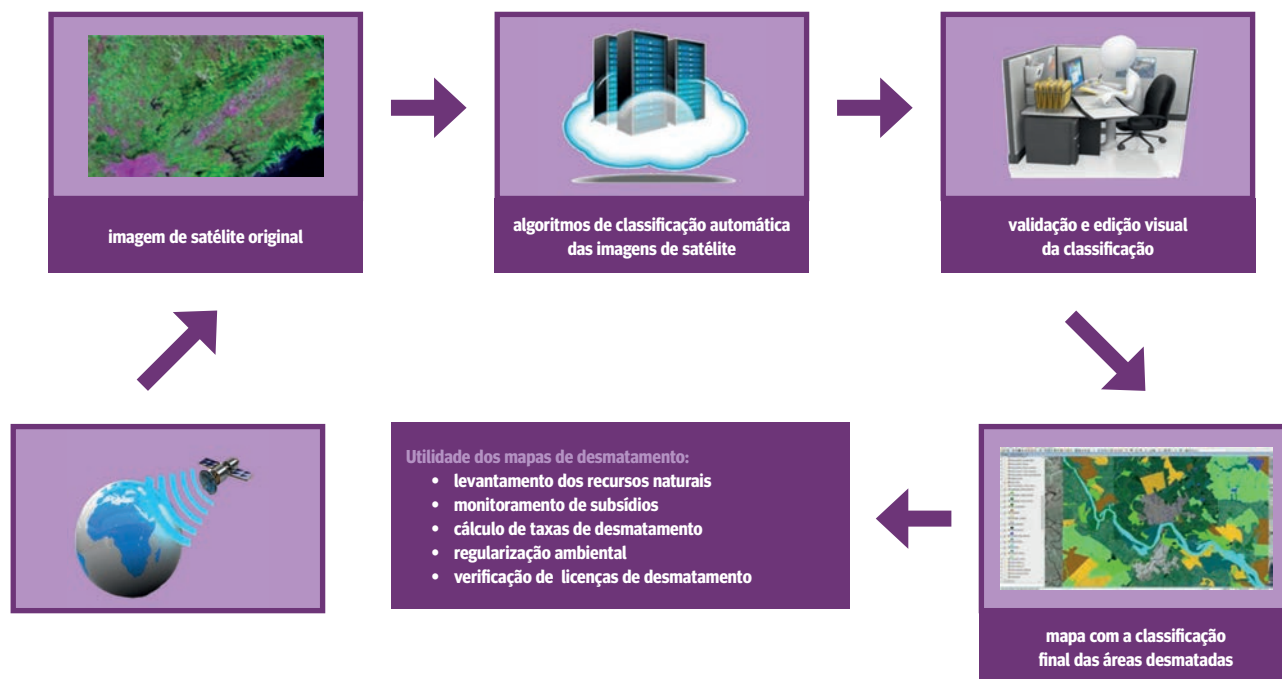 imagem de satélite original
algoritmos de classificação automática
das imagens de satélite
validação e edição visual
da classificação
Utilidade dos mapas de desmatamento:
• levantamento dos recursos naturais
• monitoramento de subsídios
• cálculo de taxas de desmatamento
• regularização ambiental
• verificação de licenças de desmatamento
mapa com a classificação
final das áreas desmatadas